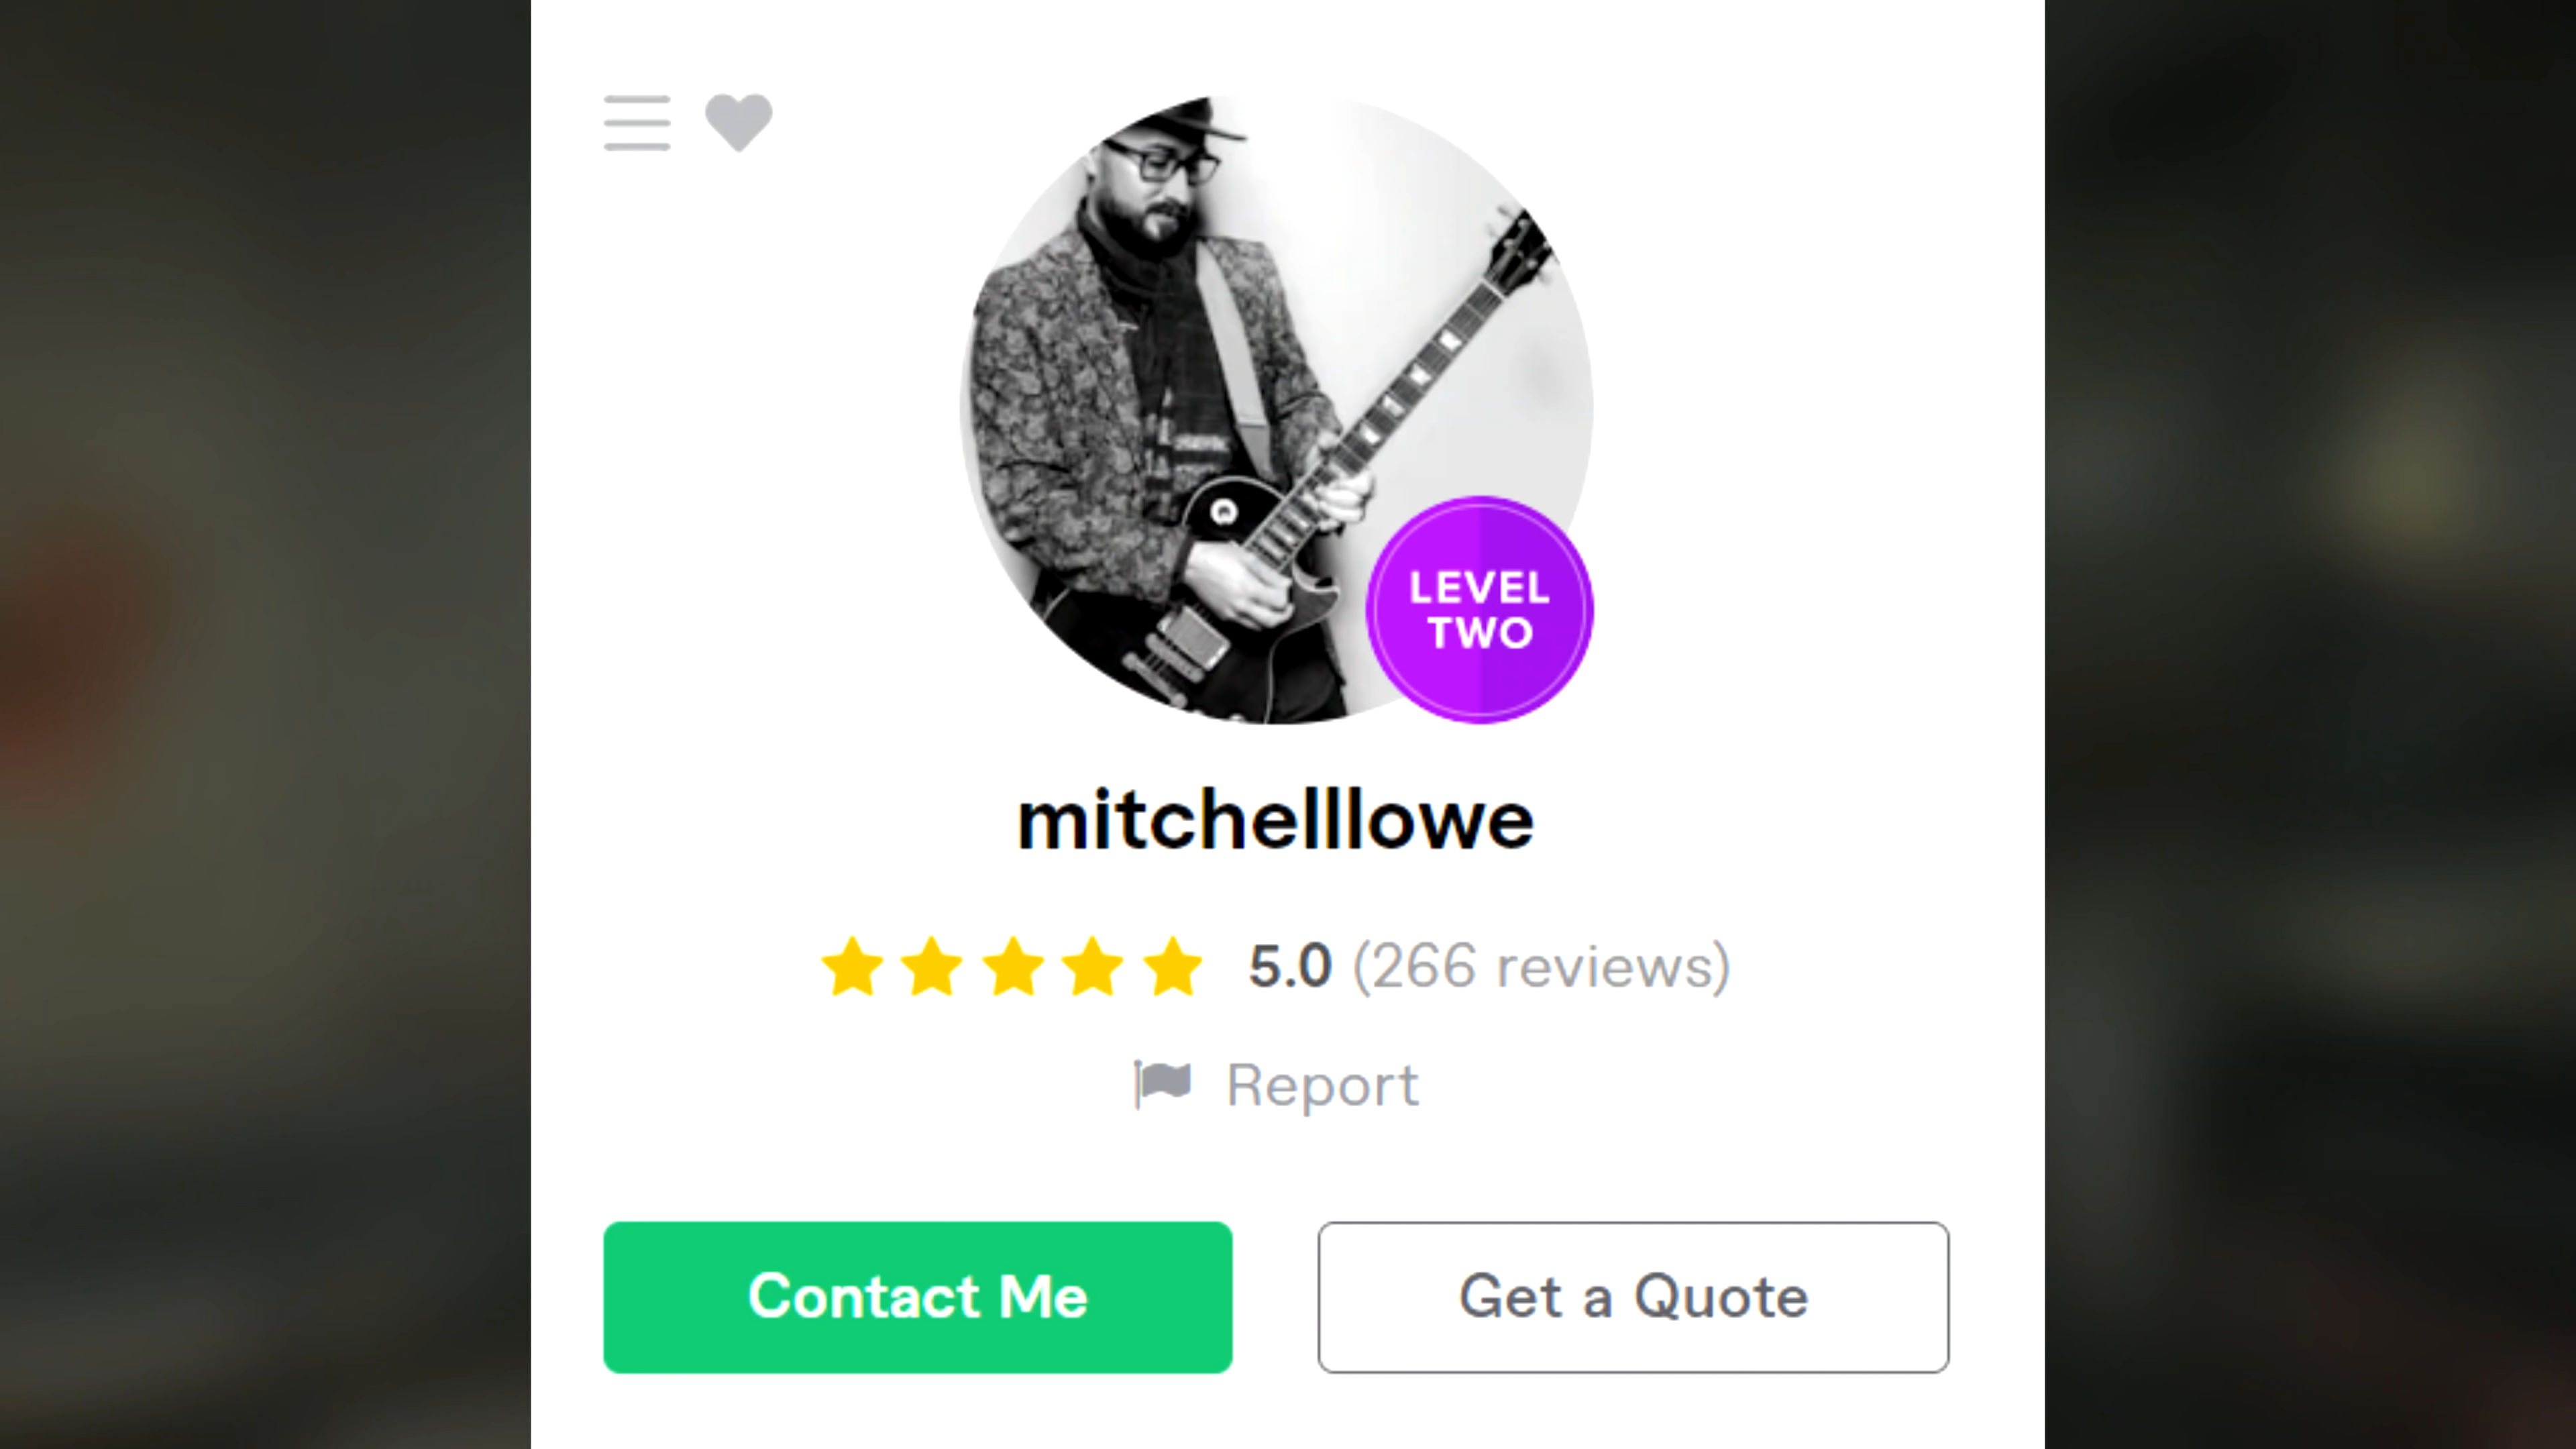 LEVEL
TWO
mitchelllowe
5.0 (266 reviews)
Report
Contact Me
Get a Quote